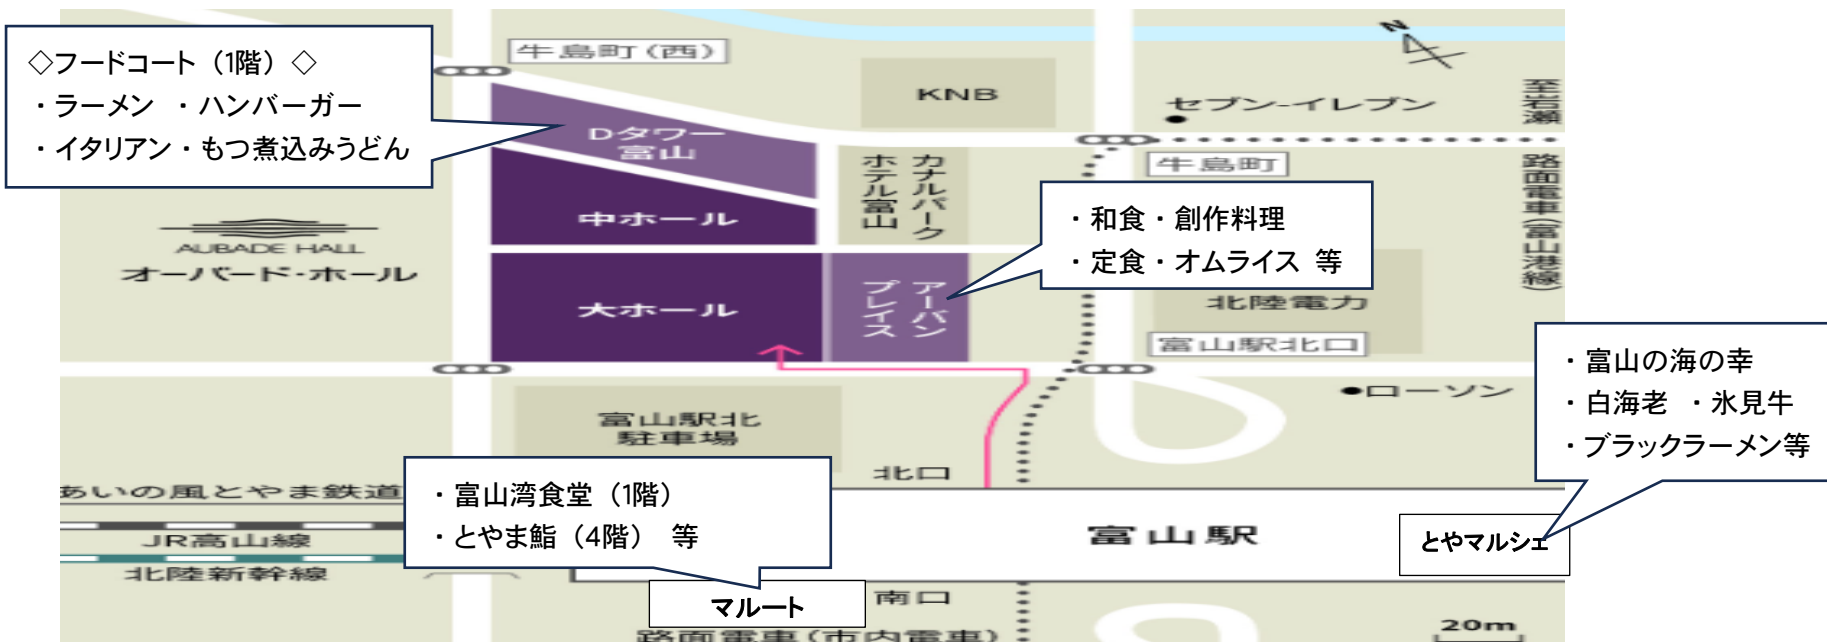 ◇フードコート（1階）◇
・ラーメン ・ハンバーガー
・イタリアン・もつ煮込みうどん
牛島町(西)
KNB
セブン-イレブン
N
至岩瀬
路面電車(富山港線)
Dタワー
富山
カナルパーク
ホテル富山
牛島町
中ホール
AUBADE HALL
オーバード・ホール
・和食・創作料理
・定食・オムライス 等
大ホール
アーバン
プレイス
北陸電力
富山駅北口
・富山の海の幸
・白海老 ・氷見牛
・ブラックラーメン等
ローソン
富山駅北
駐車場
北口
あいの風とやま鉄道
JR高山線
北陸新幹線
・富山湾食堂（1階）
・とやま鮨（4階） 等
富山駅
とやマルシェ
マルート
南口
路面電車(市内電車)
20m